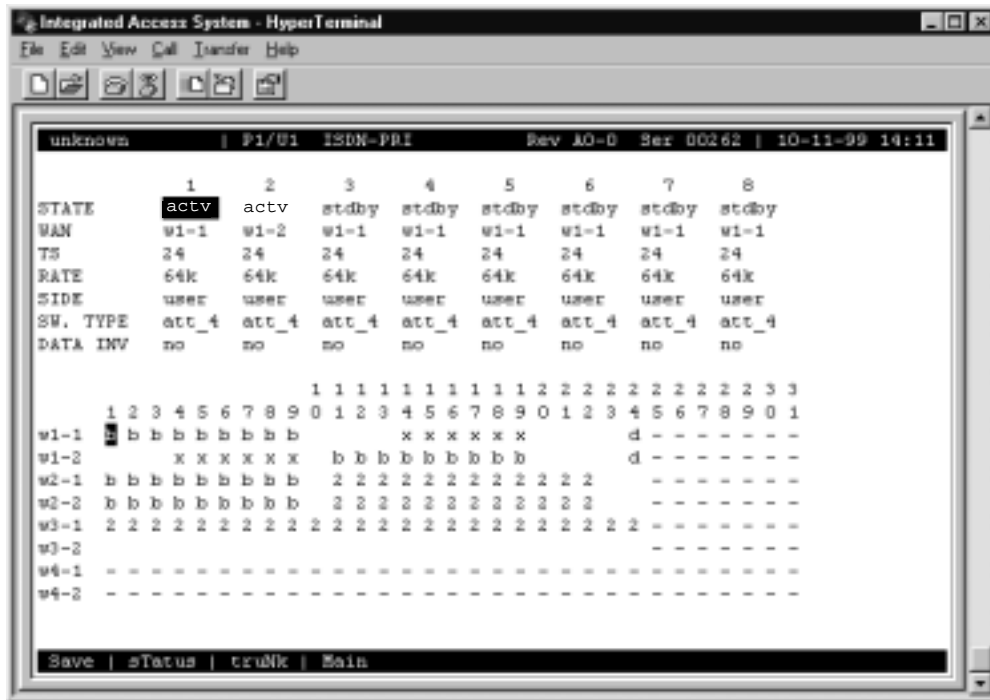 Integrated Access System - HyperTerminal
File Edit View Call Transfer Help
unknown | P1/U1 ISDN-PRI Rev A0-0 Ser 00262 | 10-11-99 14:11
1 2 3 4 5 6 7 8
STATE actv actv stdby stdby stdby stdby stdby stdby
WAN w1-1 w1-2 w1-1 w1-1 w1-1 w1-1 w1-1 w1-1
TS 24 24 24 24 24 24 24 24
RATE 64k 64k 64k 64k 64k 64k 64k 64k
SIDE user user user user user user user user
SW. TYPE att_4 att_4 att_4 att_4 att_4 att_4 att_4 att_4
DATA INV no no no no no no no no
1 1 1 1 1 1 1 1 1 1 2 2 2 2 2 2 2 2 2 2 3 3
1 2 3 4 5 6 7 8 9 0 1 2 3 4 5 6 7 8 9 0 1 2 3 4 5 6 7 8 9 0 1
w1-1 b b b b b b b b b x x x x x x d - - - - - - -
w1-2 x x x x x x b b b b b b b b b d - - - - - - -
w2-1 b b b b b b b b b 2 2 2 2 2 2 2 2 2 2 2 2 - - - - - - -
w2-2 b b b b b b b b b 2 2 2 2 2 2 2 2 2 2 2 2 - - - - - - -
w3-1 2 2 2 2 2 2 2 2 2 2 2 2 2 2 2 2 2 2 2 2 2 2 2 2 - - - - - - -
w3-2 - - - - - - -
w4-1 - - - - - - - - - - - - - - - - - - - - - - - - - - - - - - -
w4-2 - - - - - - - - - - - - - - - - - - - - - - - - - - - - - - -
Save | sTatus | truNk | Main